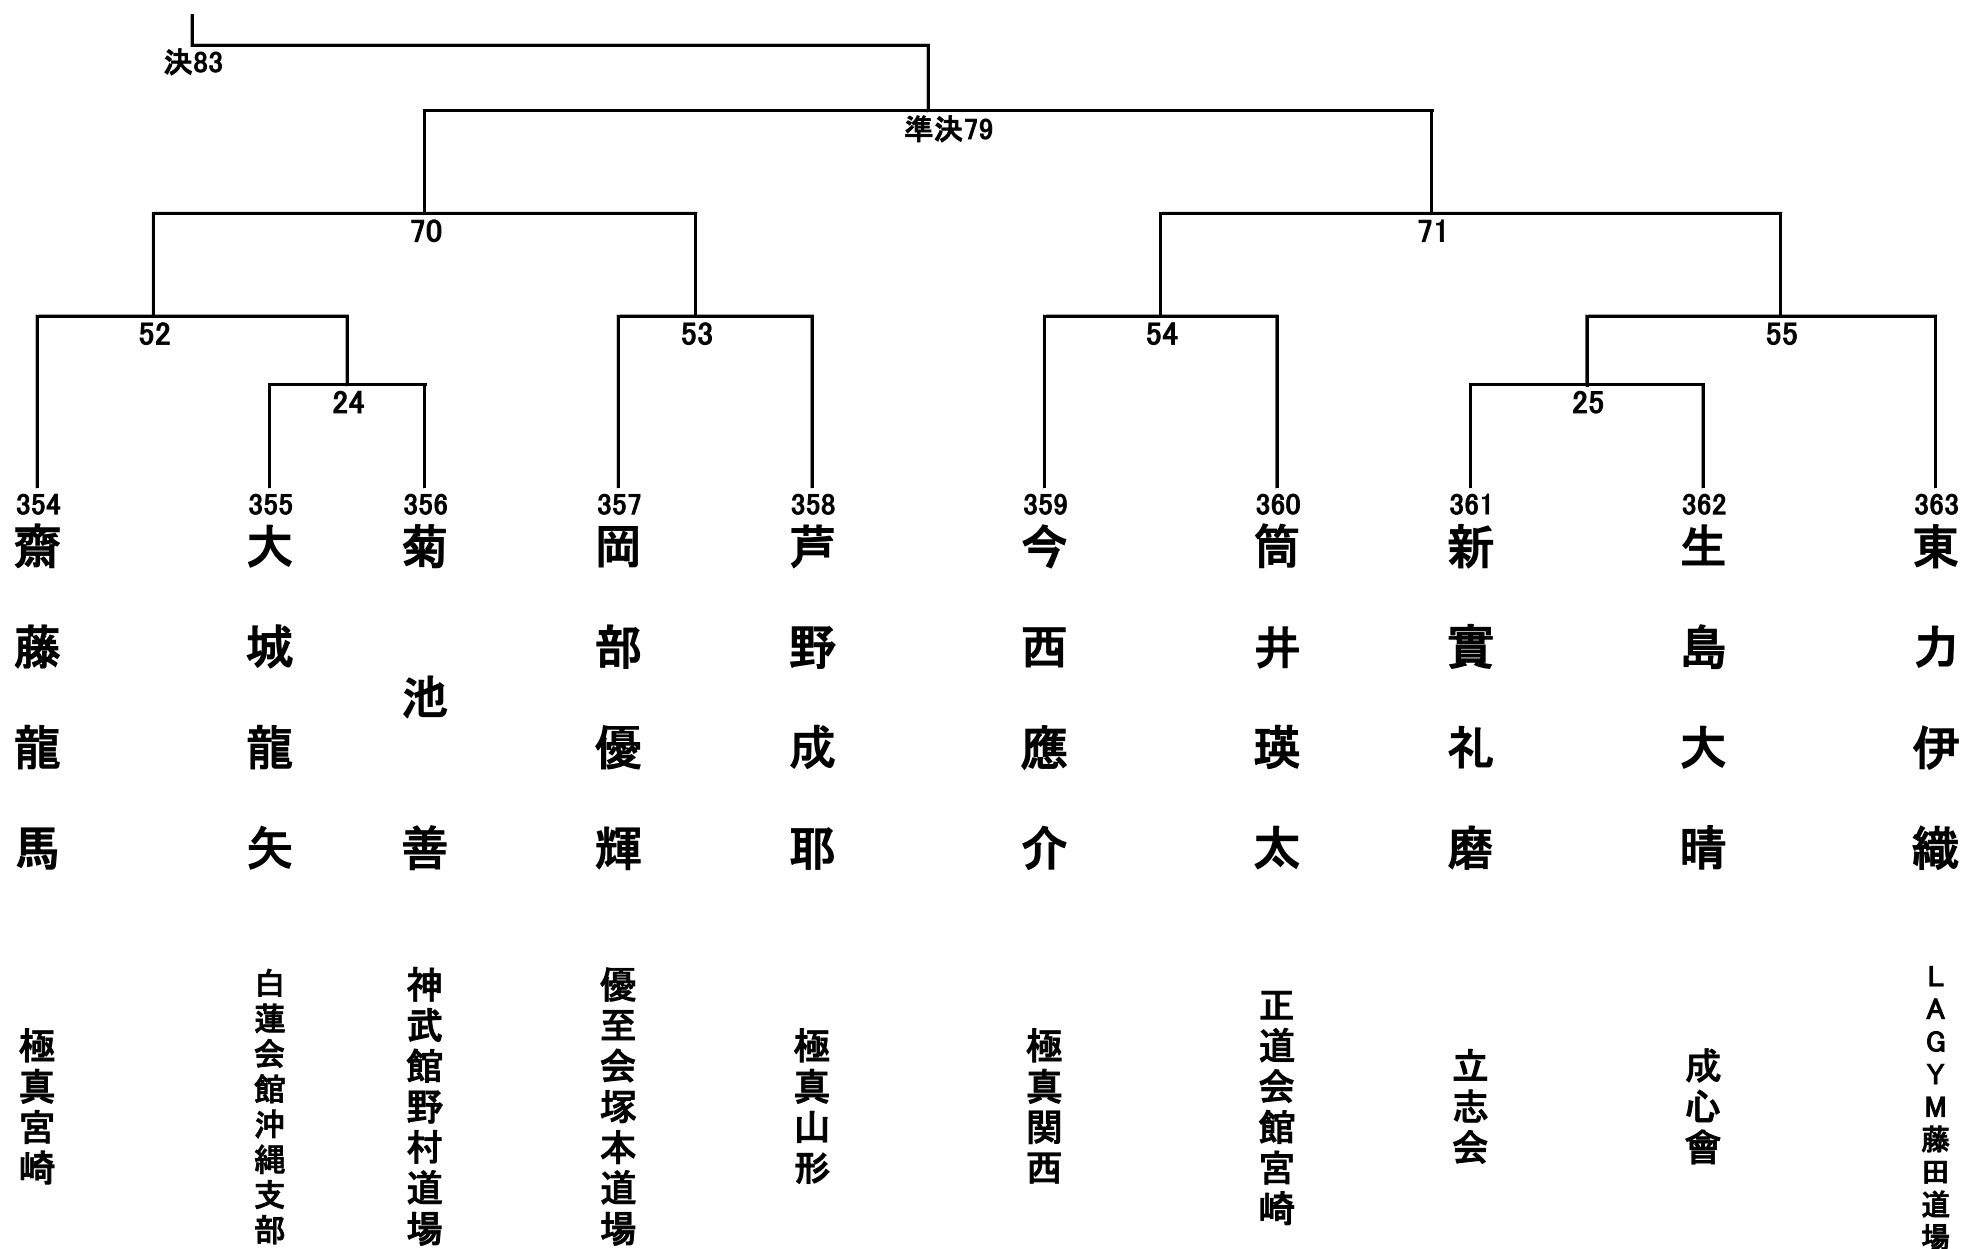 決83
準決79
70
71
52
53
54
55
24
25
354
355
356
357
358
359
360
361
362
363
齋藤龍馬
大城龍矢
菊池善
岡部優輝
芦野成耶
今西應介
筒井瑛太
新實礼磨
生島大晴
東力伊織
極真宮崎
白蓮会館沖縄支部
神武館野村道場
優至会塚本道場
極真山形
極真関西
正道会館宮崎
立志会
成心會
LAGYM藤田道場